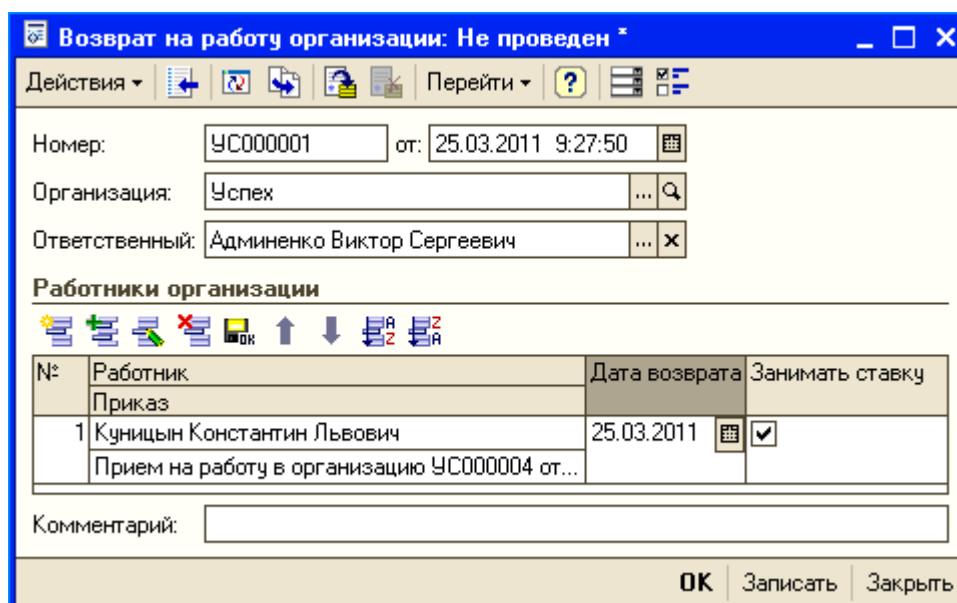 Возврат на работу организации: Не проведен *
Действия Перейти ?
Номер: УС000001 от: 25.03.2011 9:27:50
Организация: Успех ...
Ответственный: Админенко Виктор Сергеевич ... x
Работники организации
OK A Z Z A
№ Работник Дата возврата Занимать ставку
Приказ
1 Куницын Константин Львович 25.03.2011
Прием на работу в организацию УС000004 от...
Комментарий:
OK Записать Закрыть